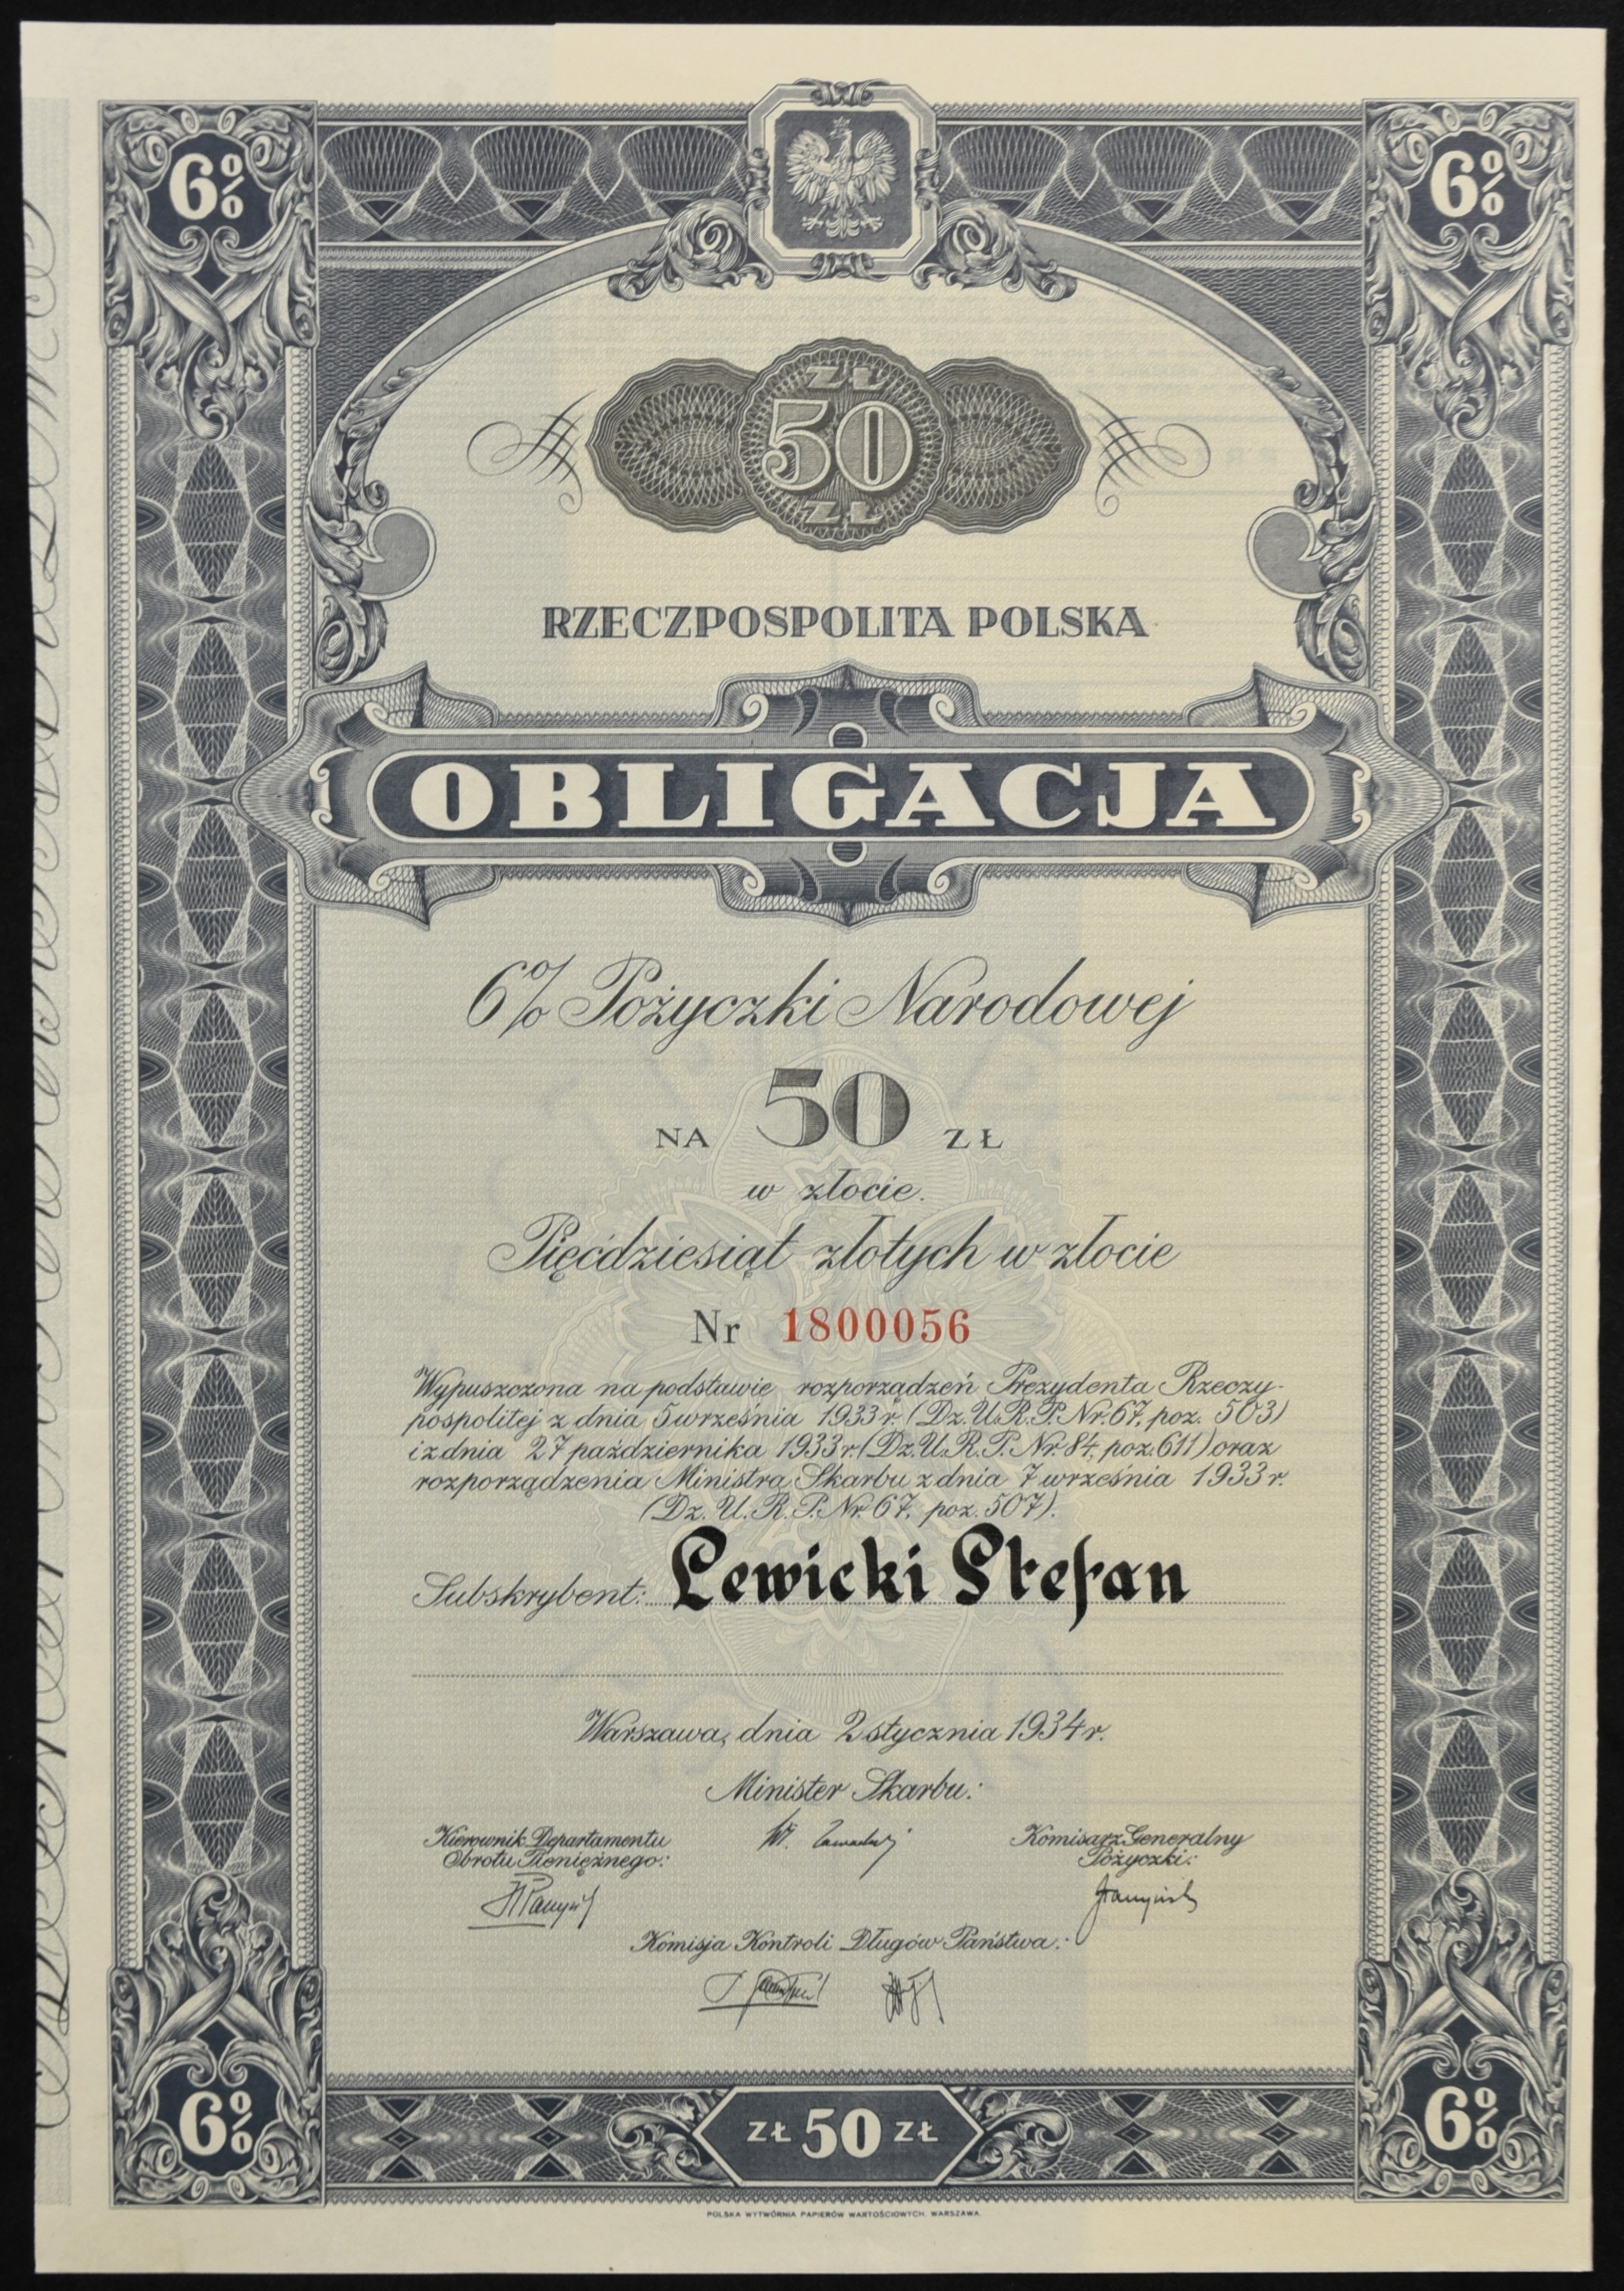 6%
6%
ZŁ
50
ZŁ
RZECZPOSPOLITA POLSKA
OBLIGACJA
6% Pożyczki Narodowej
NA 50 ZŁ
w złocie.
Pięćdziesiąt złotych w złocie
Nr 1800056
Wypuszczona na podstawie rozporządzeń Prezydenta Rzeczy-
pospolitej z dnia 5 września 1933 r. (Dz. U. R. P. Nr. 67, poz. 503)
i z dnia 27 października 1933 r. (Dz. U. R. P. Nr. 84, poz. 611) oraz
rozporządzenia Ministra Skarbu z dnia 7 września 1933 r.
(Dz. U. R. P. Nr. 67, poz. 507).
Subskrybent: Lewicki Stefan
Warszawa, dnia 2 stycznia 1934 r.
Minister Skarbu:
Kierownik Departamentu
Obrotu Pieniężnego:
Komisarz Generalny
Pożyczki:
Komisja Kontroli Długów Państwa:
6%
ZŁ 50 ZŁ
6%
POLSKA WYTWÓRNIA PAPIERÓW WARTOŚCIOWYCH. WARSZAWA.